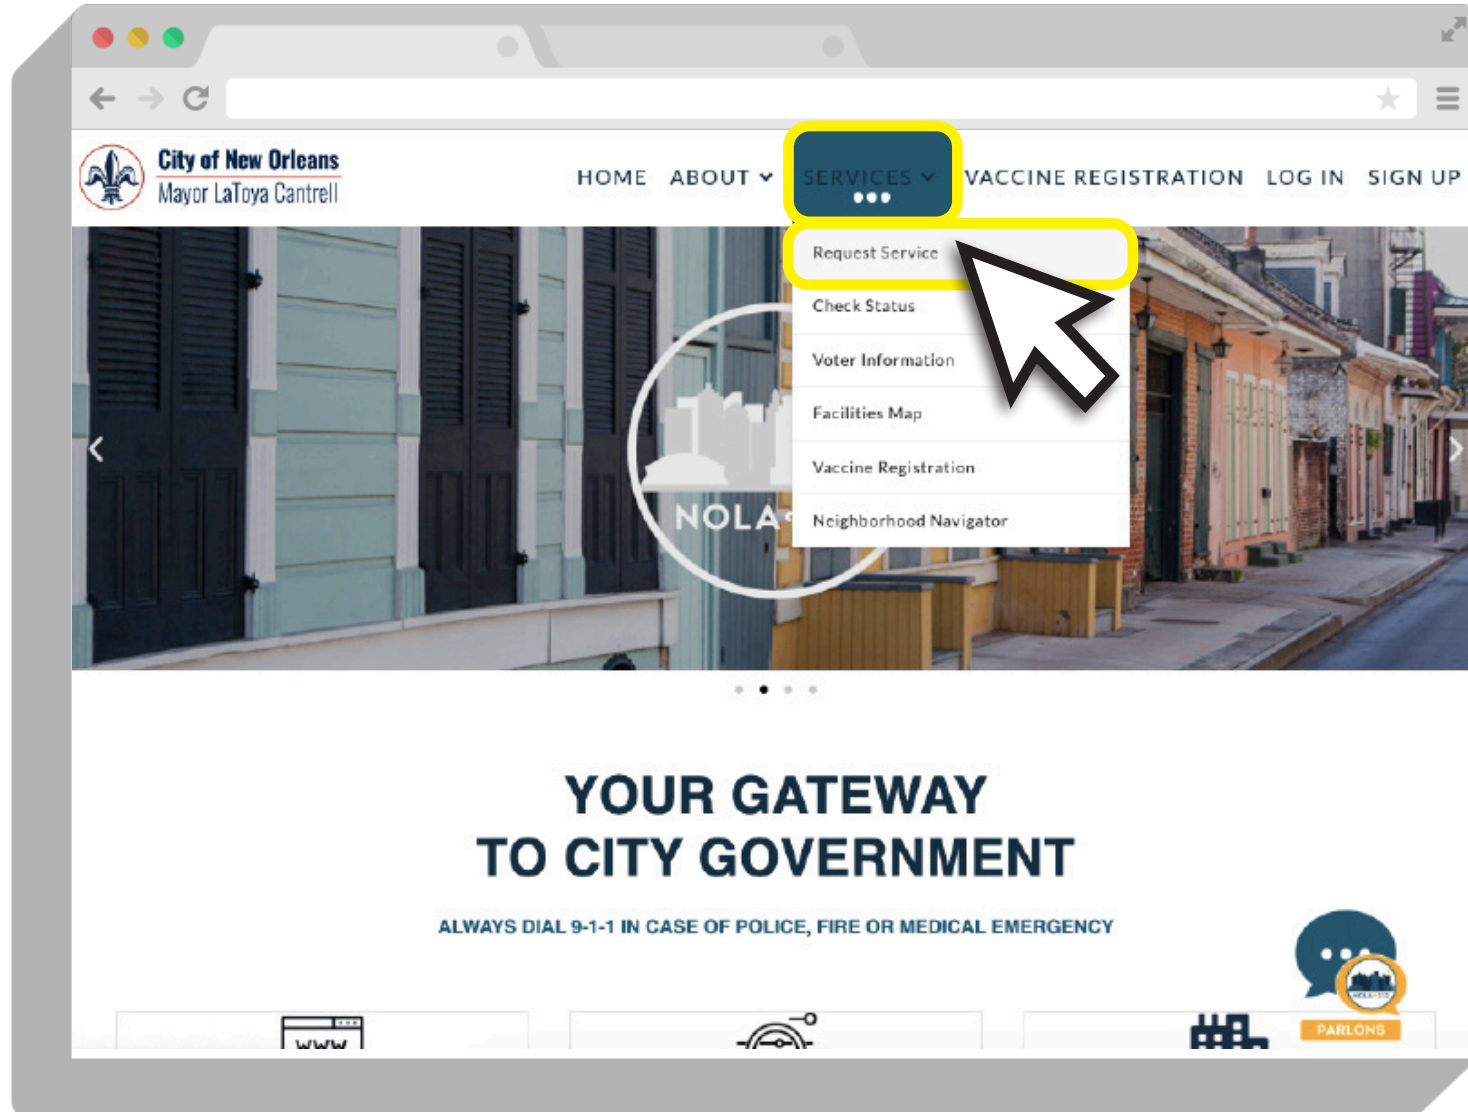 City of New Orleans
Mayor LaToya Cantrell
HOME ABOUT SERVICES VACCINE REGISTRATION LOG IN SIGN UP
Request Service
Check Status
Voter Information
Facilities Map
Vaccine Registration
Neighborhood Navigator
NOLA
YOUR GATEWAY
TO CITY GOVERNMENT
ALWAYS DIAL 9-1-1 IN CASE OF POLICE, FIRE OR MEDICAL EMERGENCY
PARLONS
WWW